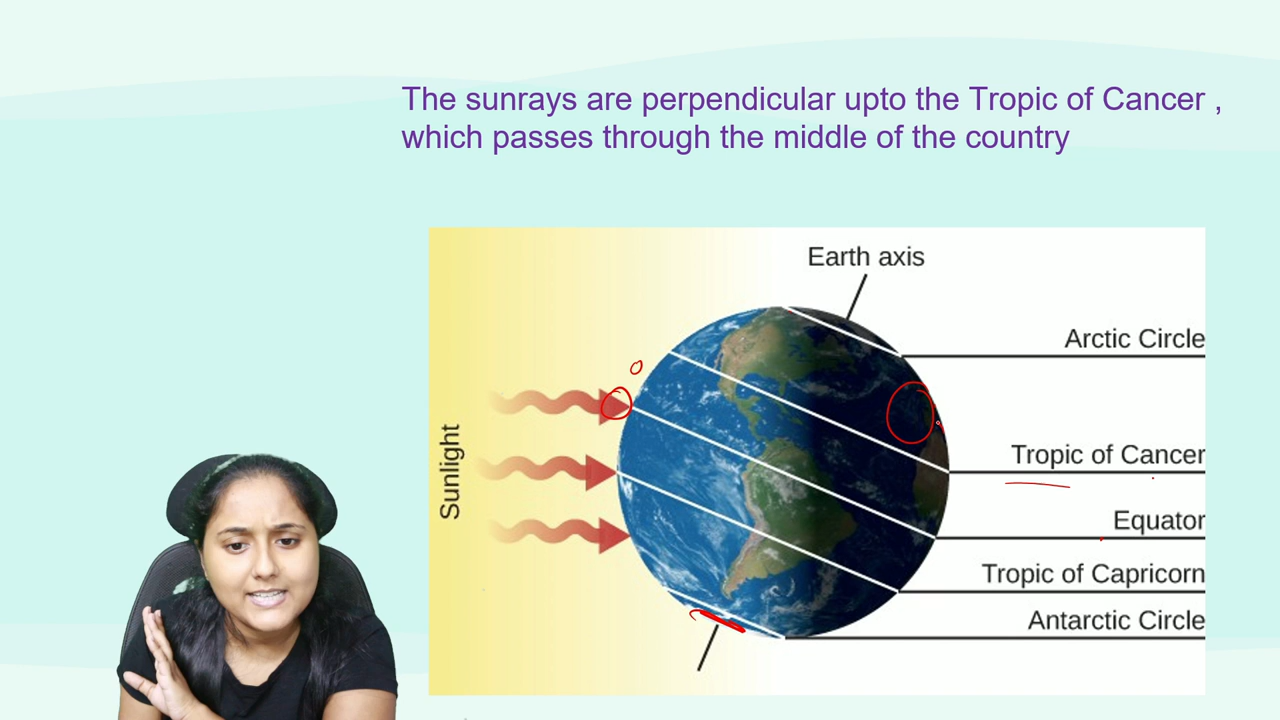 The sunrays are perpendicular upto the Tropic of Cancer ,
which passes through the middle of the country
Earth axis
Arctic Circle
Sunlight
Tropic of Cancer
Equator
Tropic of Capricorn
Antarctic Circle